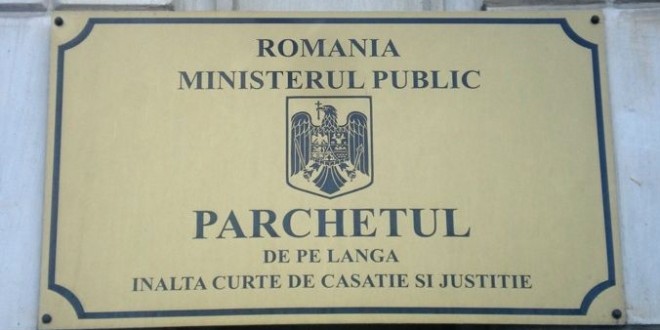 ROMANIA
MINISTERUL PUBLIC
PARCHETUL
DE PE LANGA
INALTA CURTE DE CASATIE SI JUSTITIE